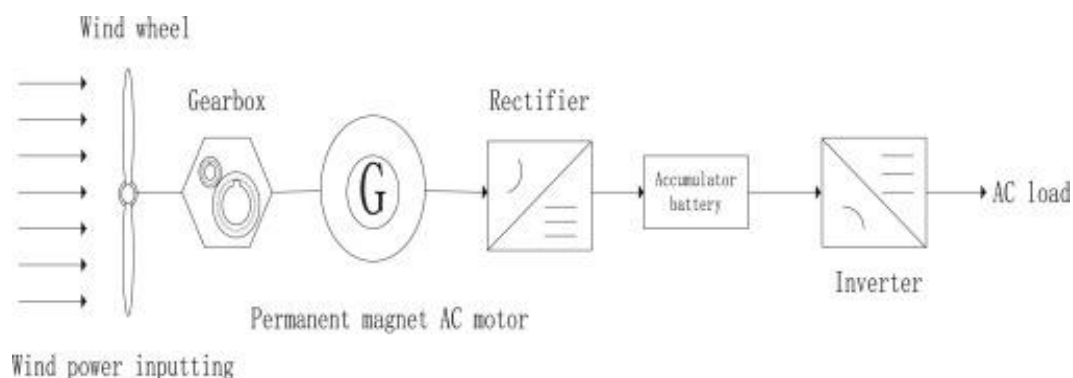 Wind wheel
Gearbox
Rectifier
G
Accumulator
battery
AC load
Inverter
Permanent magnet AC motor
Wind power inputting